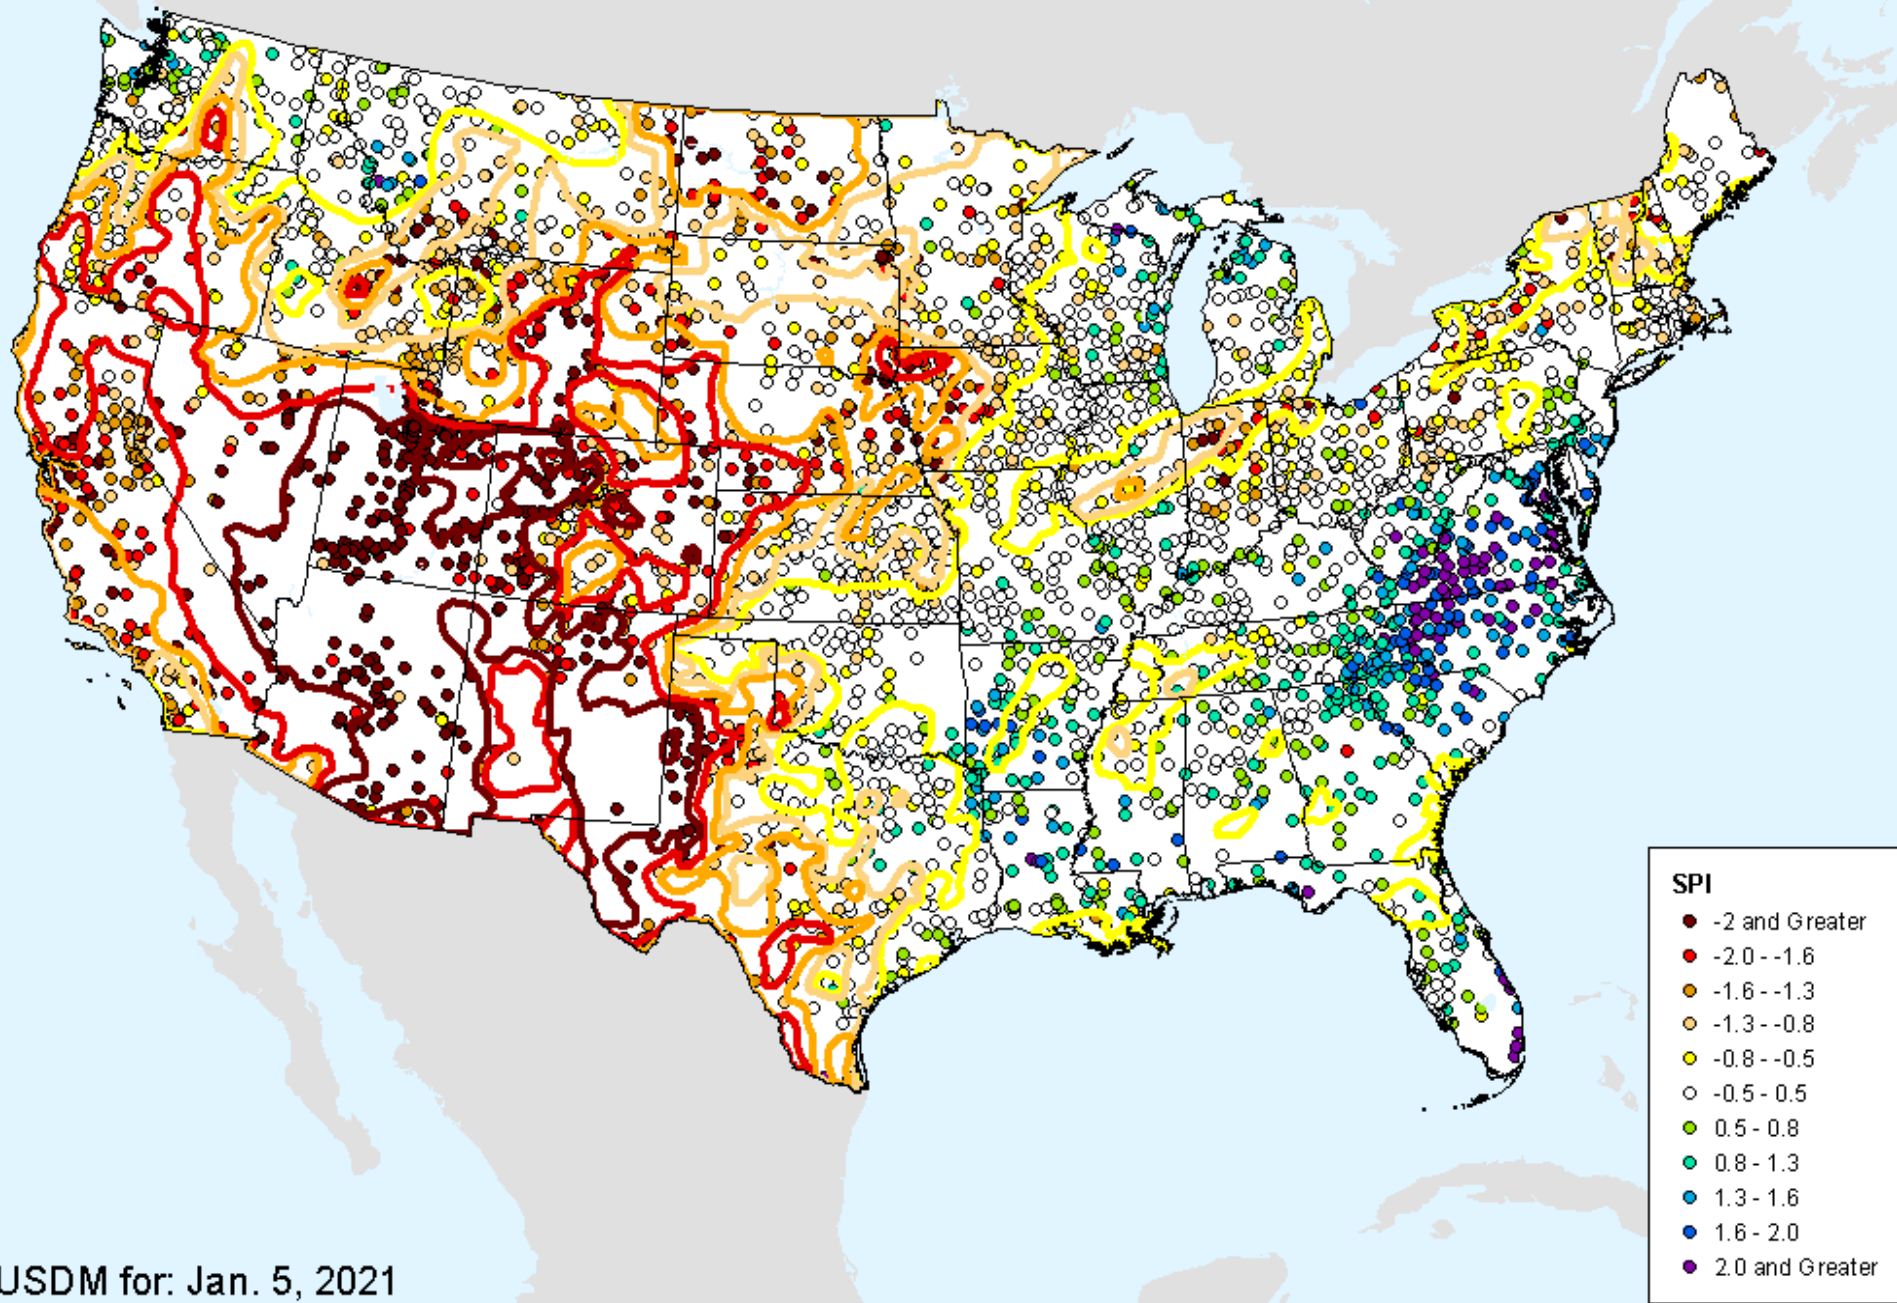 SPI
-2 and Greater
-2.0 - -1.6
-1.6 - -1.3
-1.3 - -0.8
-0.8 - -0.5
-0.5 - 0.5
0.5 - 0.8
0.8 - 1.3
1.3 - 1.6
1.6 - 2.0
2.0 and Greater
USDM for: Jan. 5, 2021